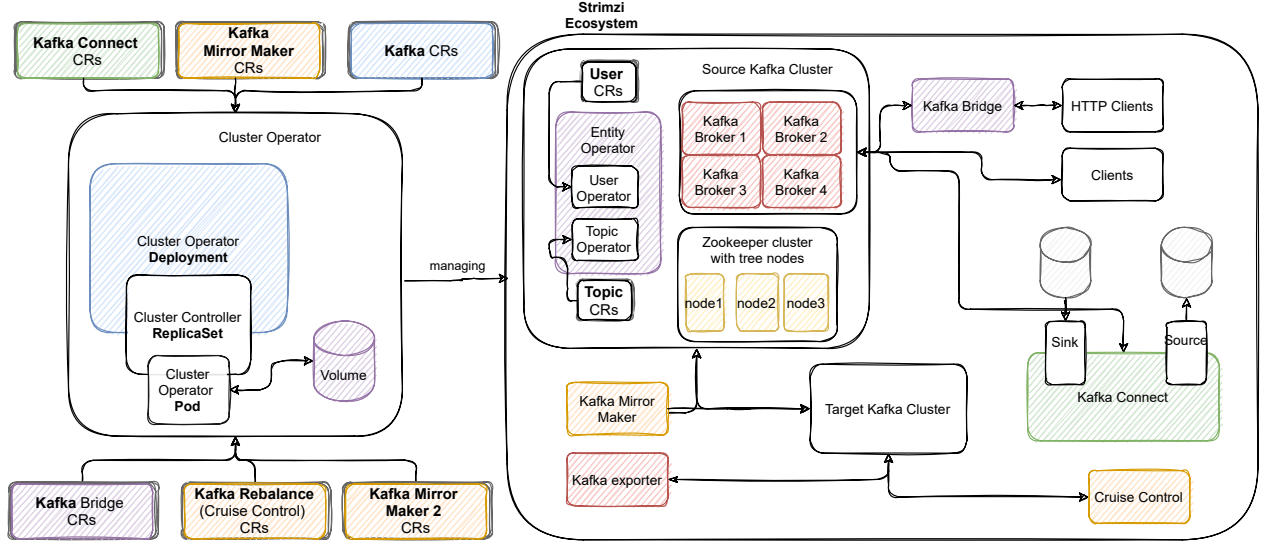 Strimzi
Ecosystem
Kafka Connect
CRs
Kafka
Mirror Maker
CRs
Kafka CRs
Cluster Operator
Cluster Operator
Deployment
Cluster Controller
ReplicaSet
Cluster
Operator
Pod
Volume
Kafka Bridge
CRs
Kafka Rebalance
(Cruise Control)
CRs
Kafka Mirror
Maker 2
CRs
managing
User
CRs
Entity
Operator
User
Operator
Topic
Operator
Topic
CRs
Source Kafka Cluster
Kafka
Broker 1
Kafka
Broker 2
Kafka
Broker 3
Kafka
Broker 4
Zookeeper cluster
with tree nodes
node1
node2
node3
Kafka Bridge
HTTP Clients
Clients
Sink
Source
Kafka Connect
Kafka Mirror
Maker
Target Kafka Cluster
Kafka exporter
Cruise Control